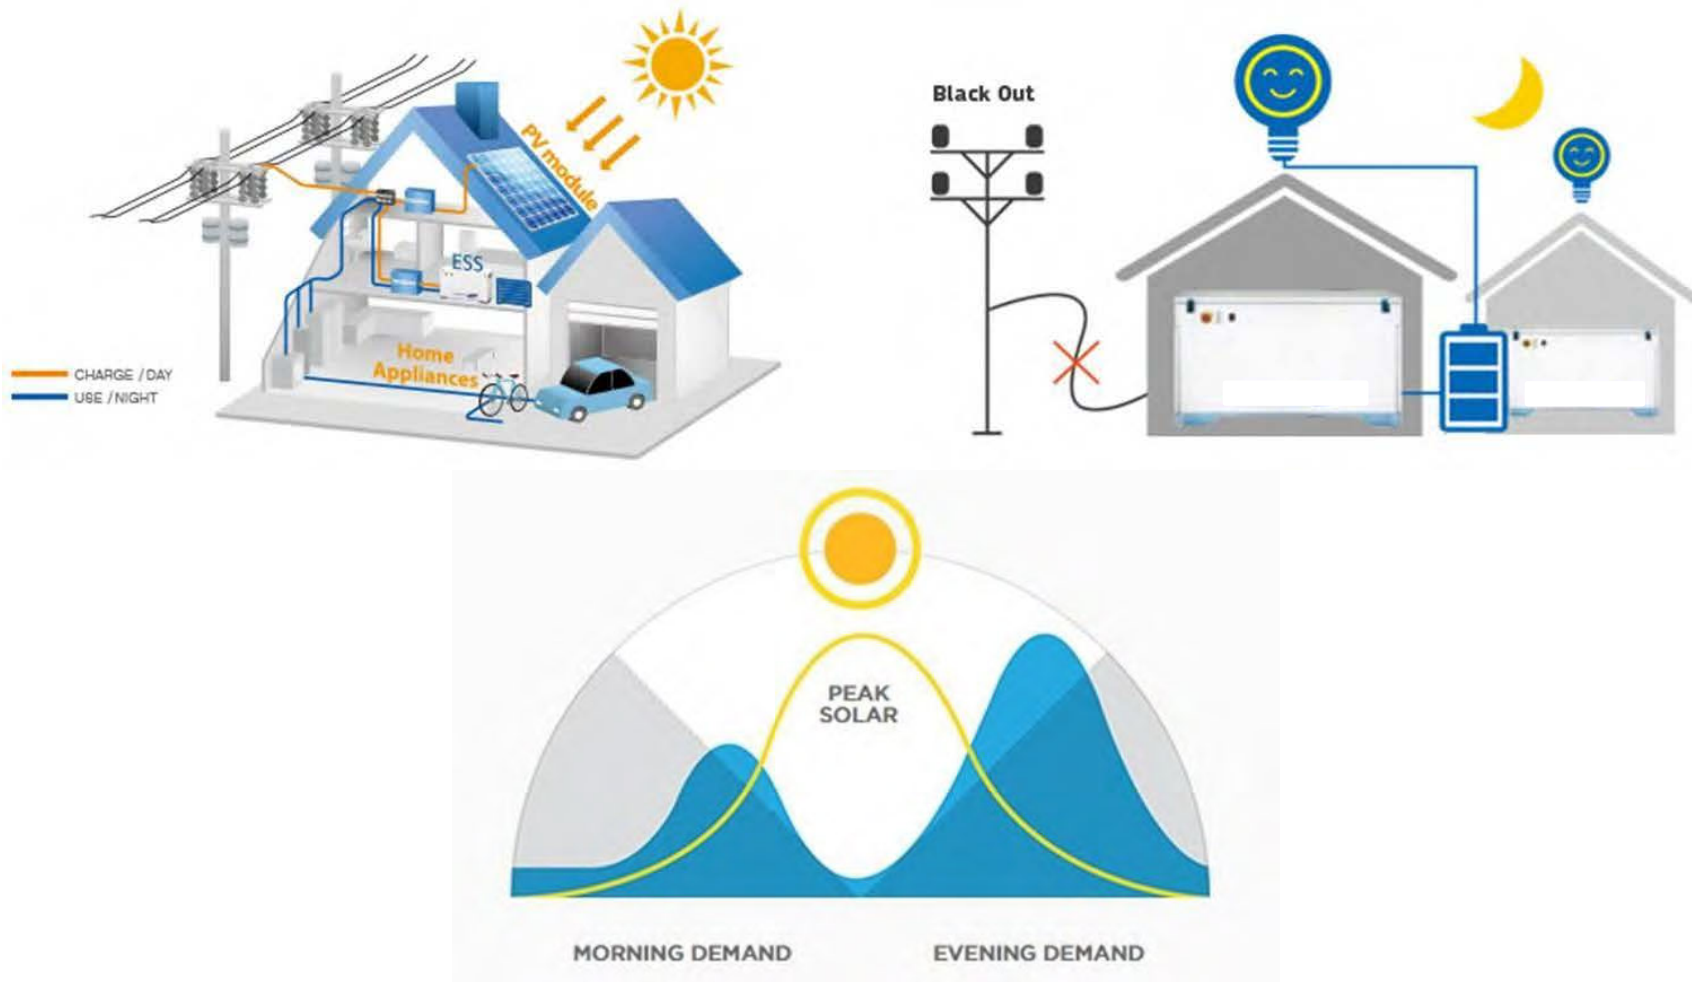 PV module
ESS
Home
Appliances
CHARGE / DAY
USE / NIGHT
Black Out
PEAK
SOLAR
MORNING DEMAND
EVENING DEMAND